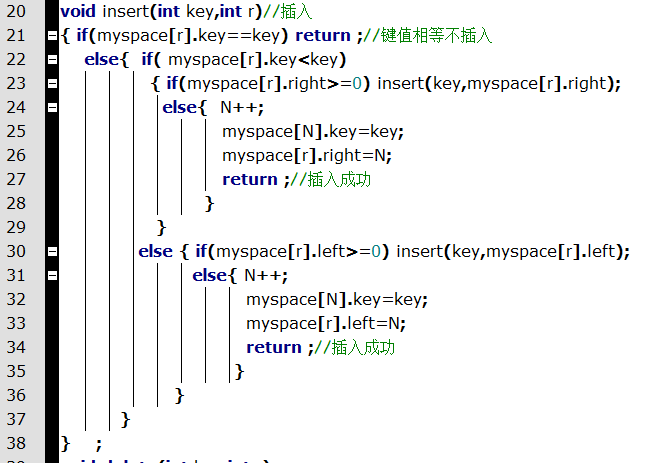 20 void insert(int key,int r)//插入
21 { if(myspace[r].key==key) return ;//键值相等不插入
22 else{ if( myspace[r].key<key)
23 { if(myspace[r].right>=0) insert(key,myspace[r].right);
24 else{ N++;
25 myspace[N].key=key;
26 myspace[r].right=N;
27 return ;//插入成功
28 }
29 }
30 else { if(myspace[r].left>=0) insert(key,myspace[r].left);
31 else{ N++;
32 myspace[N].key=key;
33 myspace[r].left=N;
34 return ;//插入成功
35 }
36 }
37 }
38 } ;